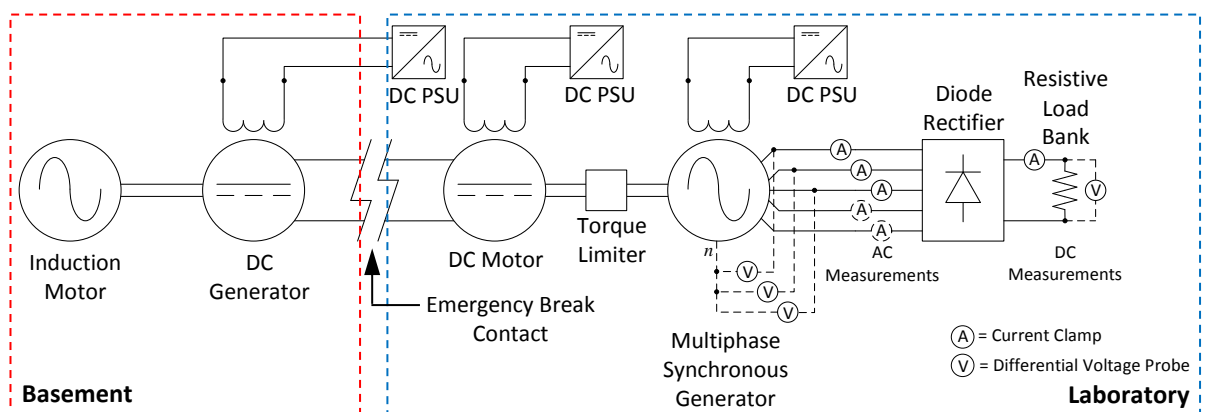 DC PSU
DC PSU
DC PSU
Diode
Rectifier
Resistive
Load
Bank
A
A
A
A
A
A
V
Induction
Motor
DC
Generator
DC Motor
Torque
Limiter
n
V
V
V
AC
Measurements
DC
Measurements
Emergency Break
Contact
Multiphase
Synchronous
Generator
A = Current Clamp
V = Differential Voltage Probe
Basement
Laboratory